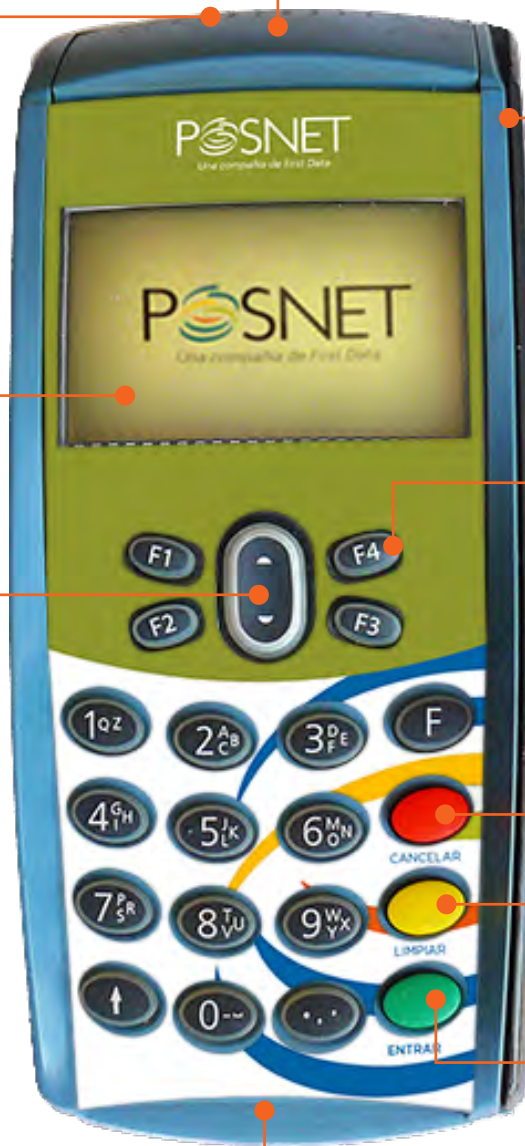 POSNET
Una compañía de First Data
POSNET
Una compañía de First Data
F1
F4
F2
F3
1QZ
2ABC
3DEF
F
4GHI
5JKL
6MNO
CANCELAR
7PRS
8TUV
9WXY
LIMPIAR
0--
.,'
ENTRAR